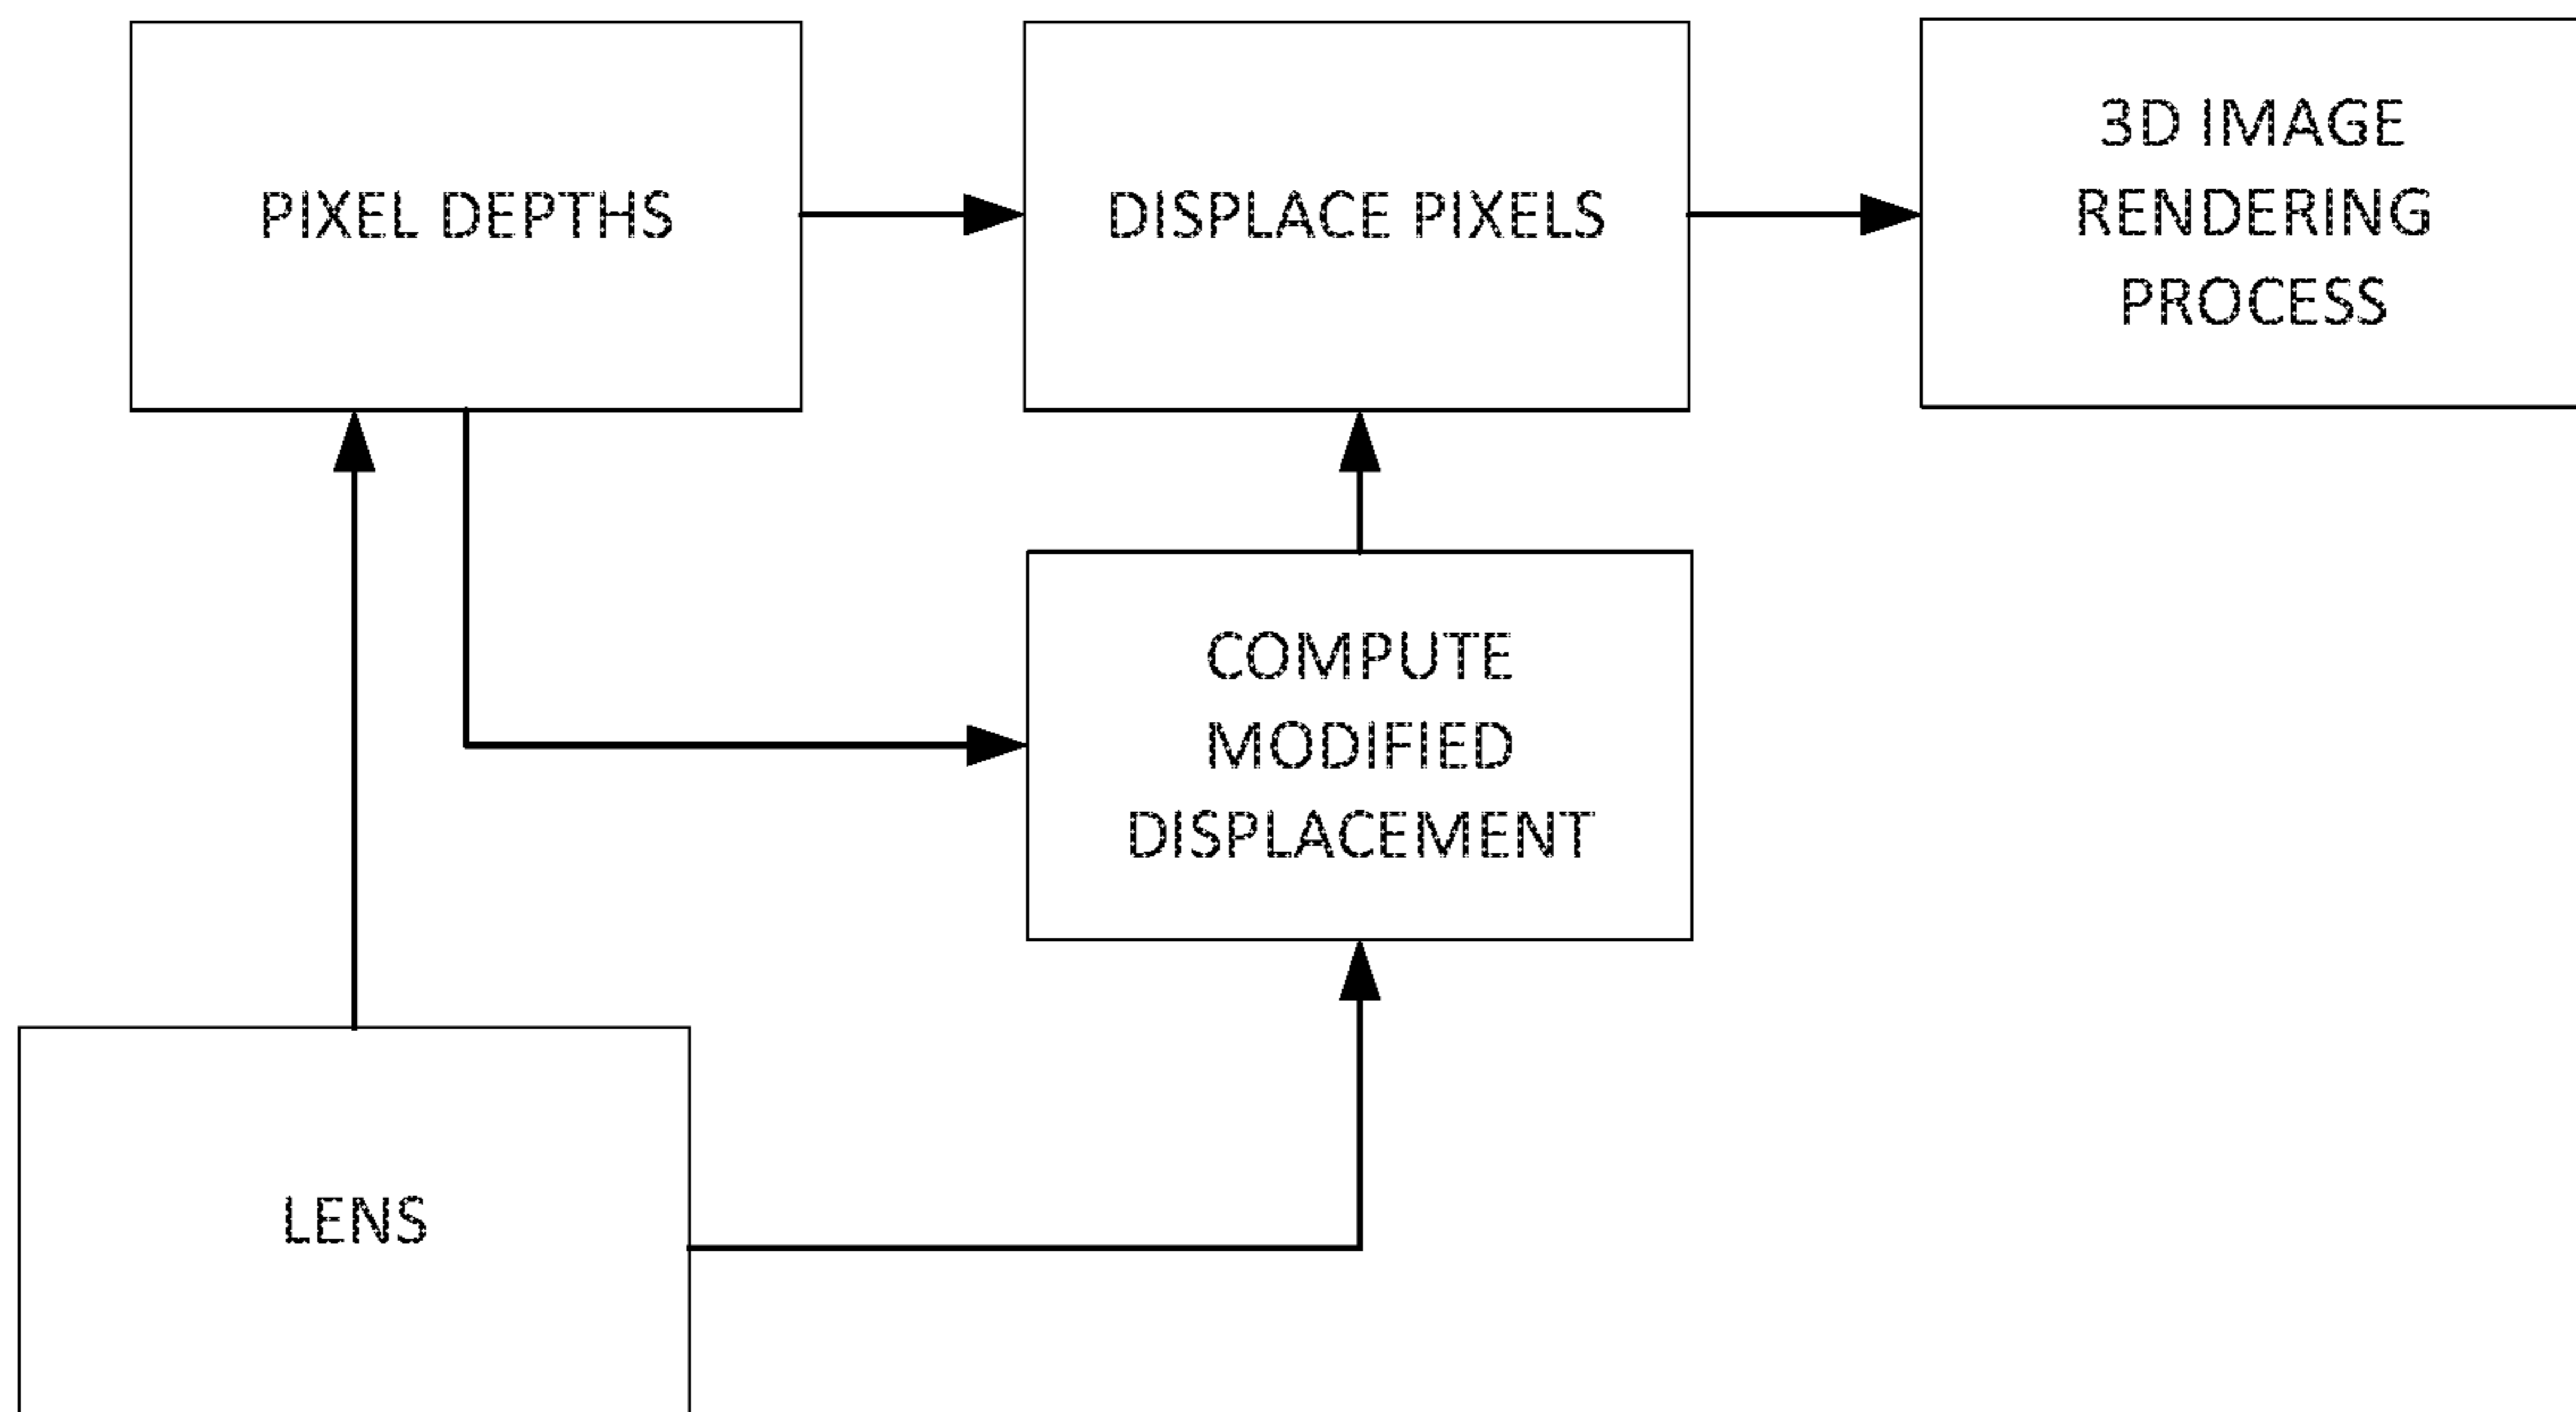 PIXEL DEPTHS
DISPLACE PIXELS
3D IMAGE
RENDERING
PROCESS
COMPUTE
MODIFIED
DISPLACEMENT
LENS